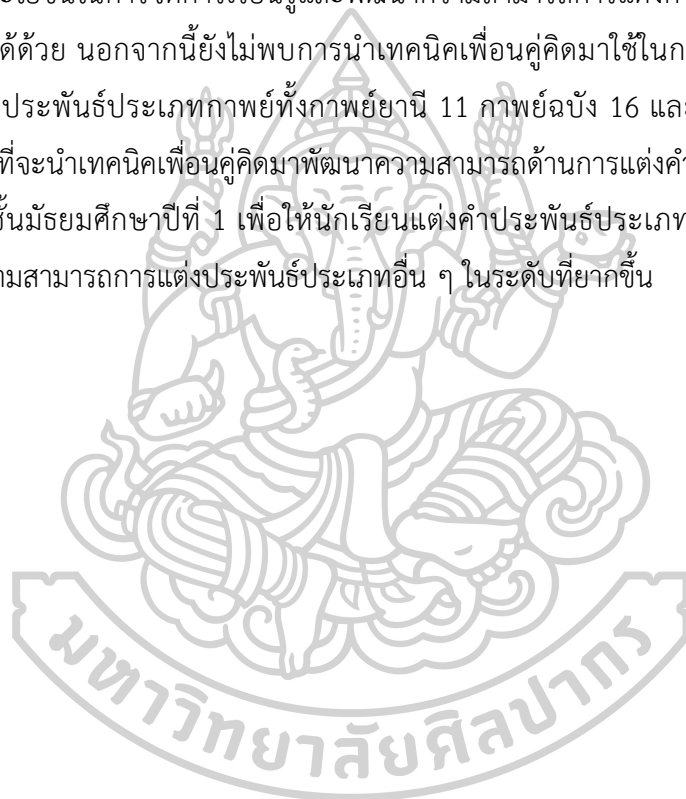 ได้ด้วย นอกจากนี้ยังไม่พบการนำเทคนิคเพื่อนคู่คิดมาใช้ในก
ประพันธ์ประเภทกาพย์ทั้งกาพย์ยานี 11 กาพย์ฉบัง 16 และ
ที่จะนำเทคนิคเพื่อนคู่คิดมาพัฒนาความสามารถด้านการแต่งคำ
ชั้นมัธยมศึกษาปีที่ 1 เพื่อให้นักเรียนแต่งคำประพันธ์ประเภท
ามสามารถการแต่งประพันธ์ประเภทอื่น ๆ ในระดับที่ยากขึ้น
มหาวิทยาลัยศิลปากร